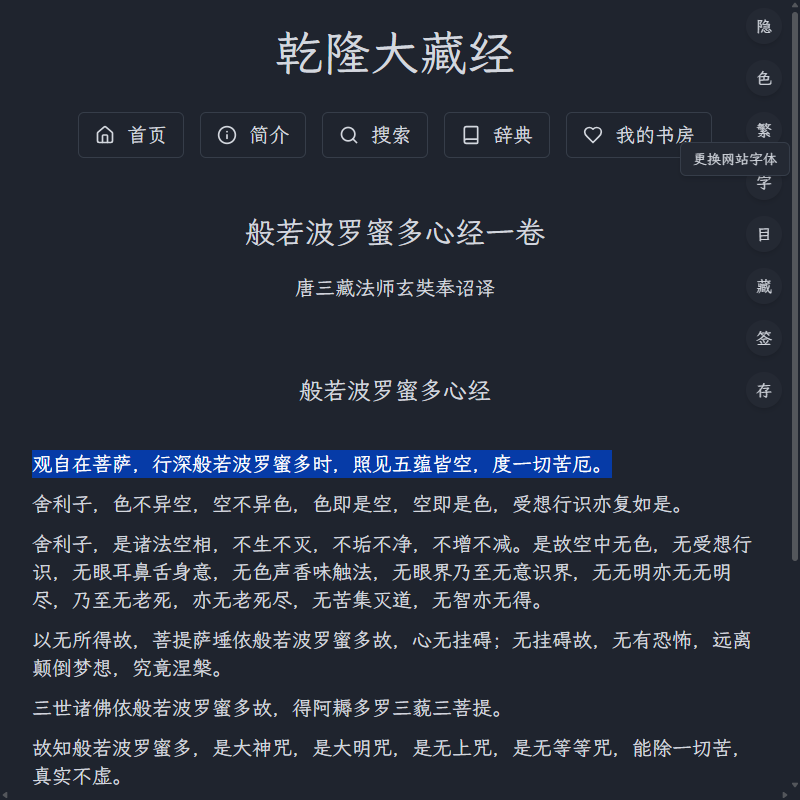 乾隆大藏经
首页
简介
搜索
辞典
我的书房
隐
色
繁
更换网站字体
字
目
藏
签
存
般若波罗蜜多心经一卷
唐三藏法师玄奘奉诏译
般若波罗蜜多心经
观自在菩萨，行深般若波罗蜜多时，照见五蕴皆空，度一切苦厄。
舍利子，色不异空，空不异色，色即是空，空即是色，受想行识亦复如是。
舍利子，是诸法空相，不生不灭，不垢不净，不增不减。是故空中无色，无受想行
识，无眼耳鼻舌身意，无色声香味触法，无眼界乃至无意识界，无无明亦无无明
尽，乃至无老死，亦无老死尽，无苦集灭道，无智亦无得。
以无所得故，菩提萨埵依般若波罗蜜多故，心无挂碍；无挂碍故，无有恐怖，远离
颠倒梦想，究竟涅槃。
三世诸佛依般若波罗蜜多故，得阿耨多罗三藐三菩提。
故知般若波罗蜜多，是大神咒，是大明咒，是无上咒，是无等等咒，能除一切苦，
真实不虚。